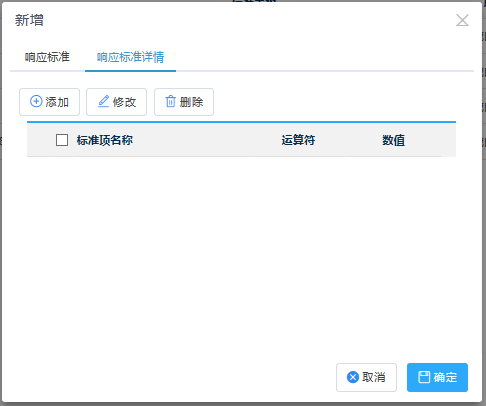 新增
响应标准 响应标准详情
添加 修改 删除
标准顶名称 运算符 数值
取消 确定